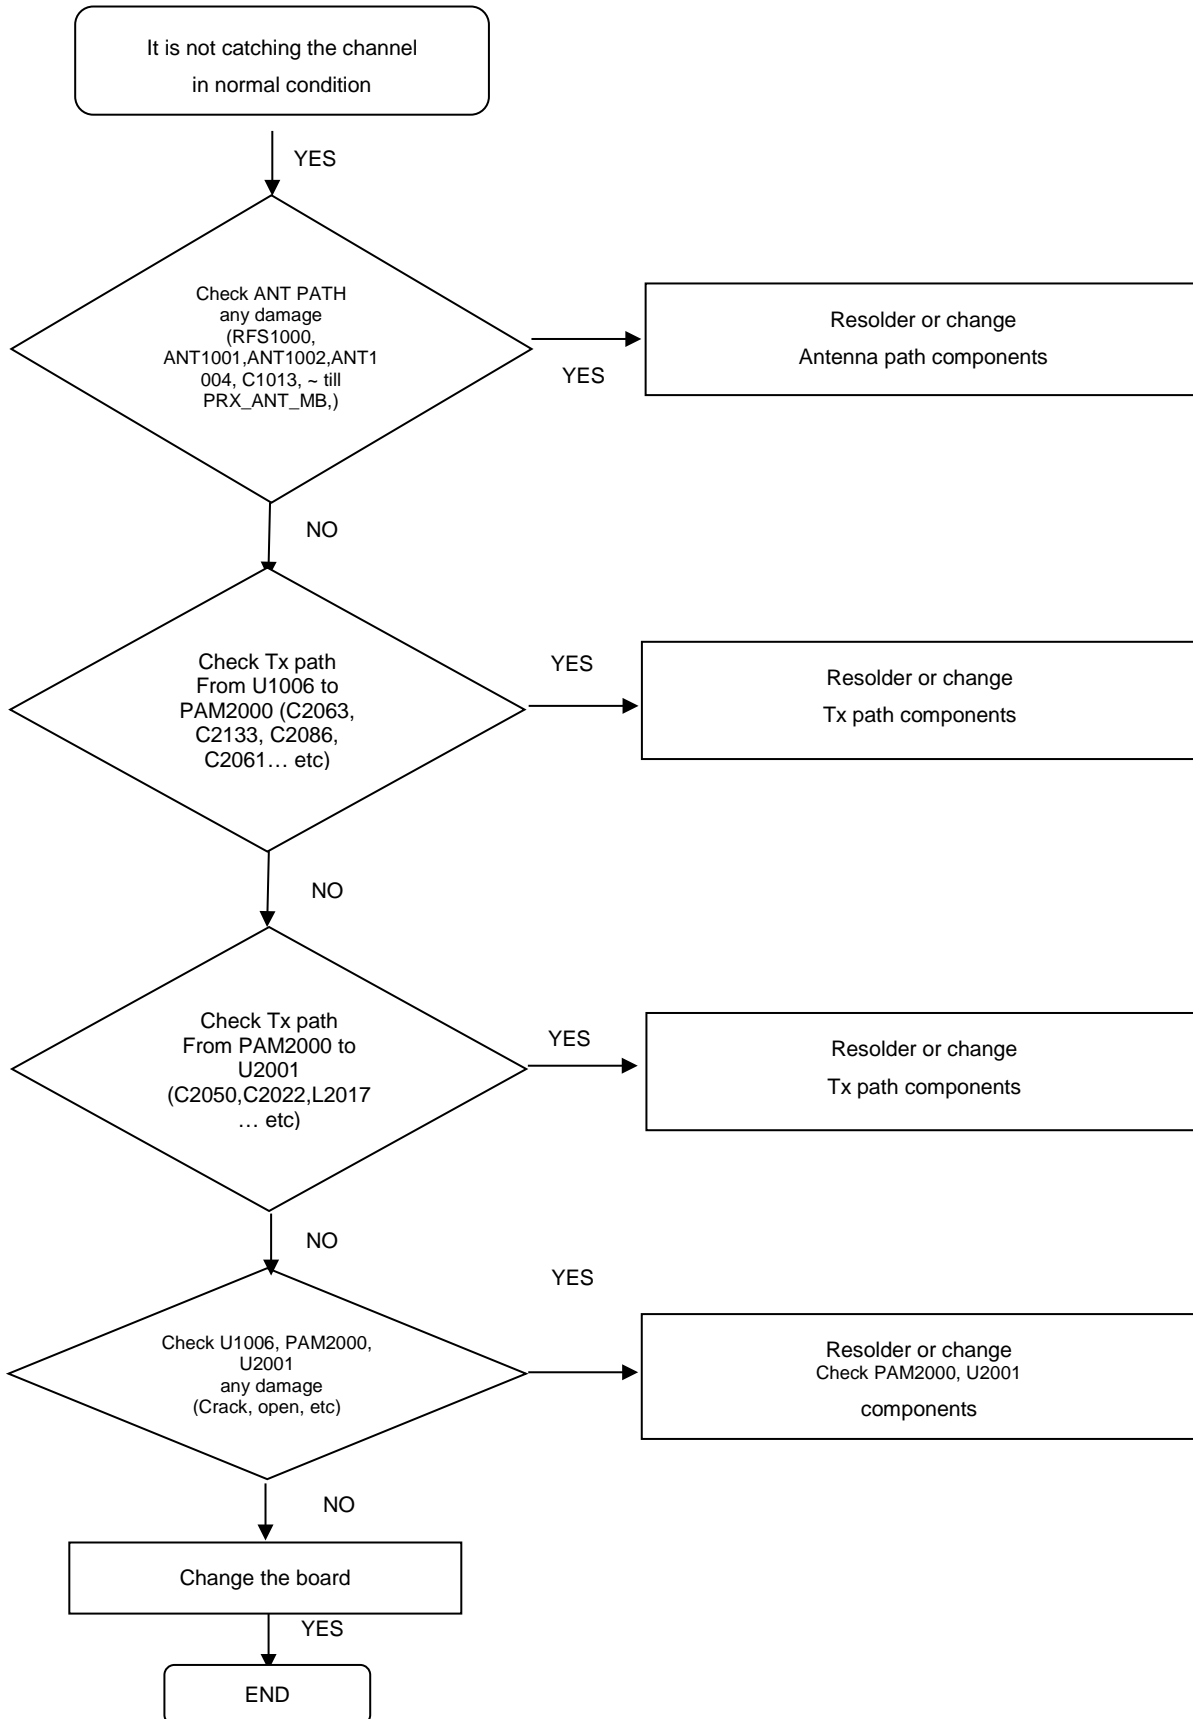 It is not catching the channel
in normal condition
YES
Check ANT PATH
any damage
(RFS1000,
ANT1001,ANT1002,ANT1
004, C1013, ~ till
PRX_ANT_MB,)
YES
Resolder or change
Antenna path components
NO
Check Tx path
From U1006 to
PAM2000 (C2063,
C2133, C2086,
C2061… etc)
YES
Resolder or change
Tx path components
NO
Check Tx path
From PAM2000 to
U2001
(C2050,C2022,L2017
… etc)
YES
Resolder or change
Tx path components
NO
Check U1006, PAM2000,
U2001
any damage
(Crack, open, etc)
YES
Resolder or change
Check PAM2000, U2001
components
NO
Change the board
YES
END